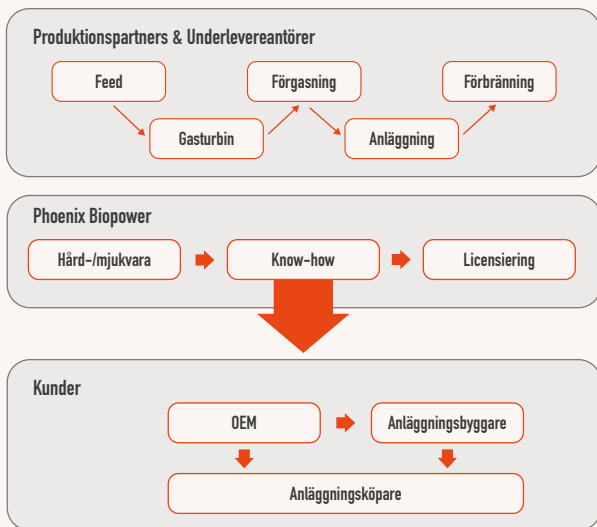 Produktionspartners & Underlevereantörer
Feed
Förgasning
Förbränning
Gasturbin
Anläggning
Phoenix Biopower
Hård-/mjukvara
Know-how
Licensiering
Kunder
OEM
Anläggningsbyggare
Anläggningsköpare